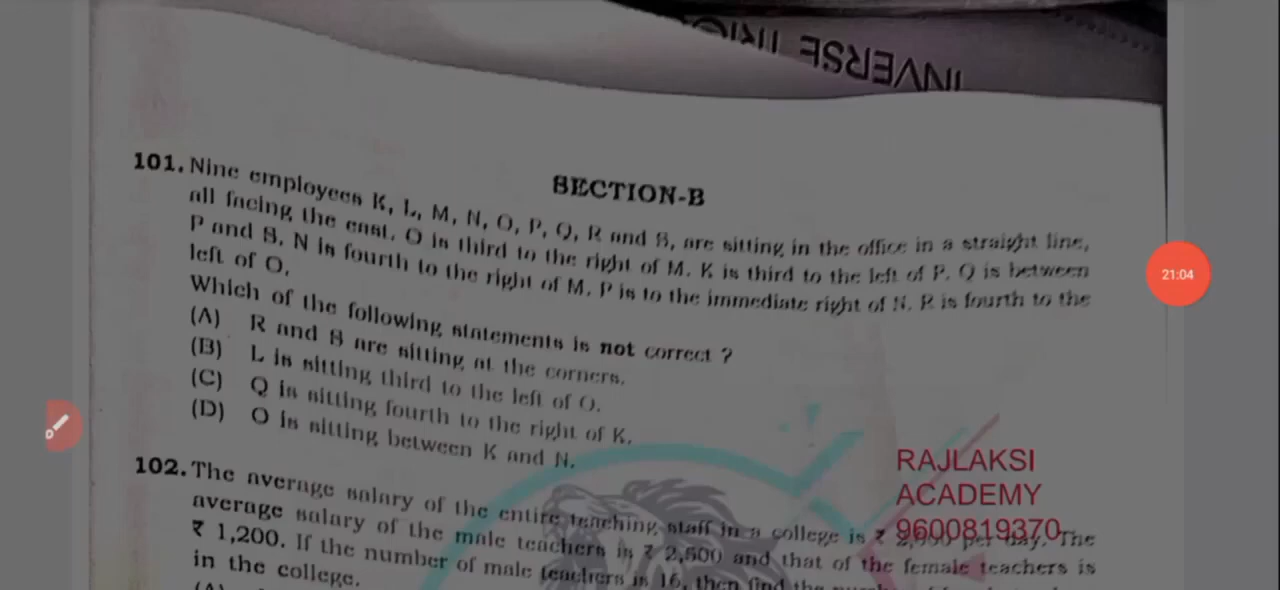 INVERSE
SECTION-B
101. Nine employees K, L, M, N, O, P, Q, R and S, are sitting in the office in a straight line,
all facing the east. O is third to the right of M. K is third to the left of P. Q is between
P and S. N is fourth to the right of M. P is to the immediate right of N. R is fourth to the
left of O.
Which of the following statements is not correct ?
(A) R and S are sitting at the corners.
(B) L is sitting third to the left of O.
(C) Q is sitting fourth to the right of K.
(D) O is sitting between K and N.
21:04
RAJLAKSI
ACADEMY
9600819370
102. The average salary of the entire teaching staff in a college is ₹ per day. The
average salary of the male teachers is ₹ 2,500 and that of the female teachers is
₹ 1,200. If the number of male teachers is 16, then find the
in the college.